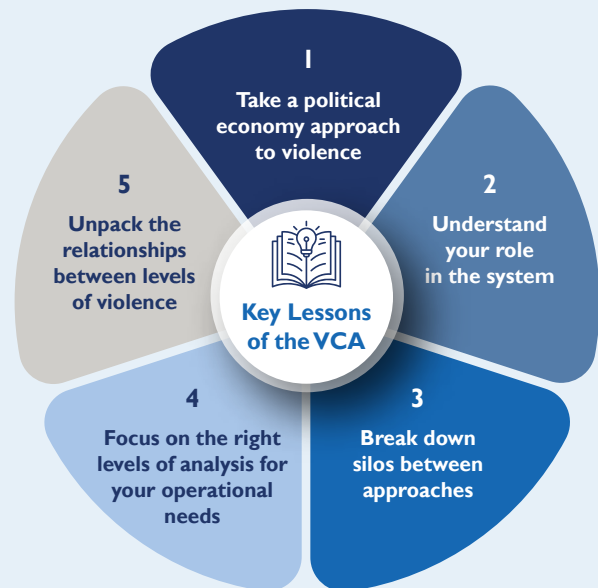 1
Take a political
economy approach
to violence
2
Understand
your role
in the system
3
Break down
silos between
approaches
4
Focus on the right
levels of analysis for
your operational
needs
5
Unpack the
relationships
between levels
of violence
Key Lessons
of the VCA